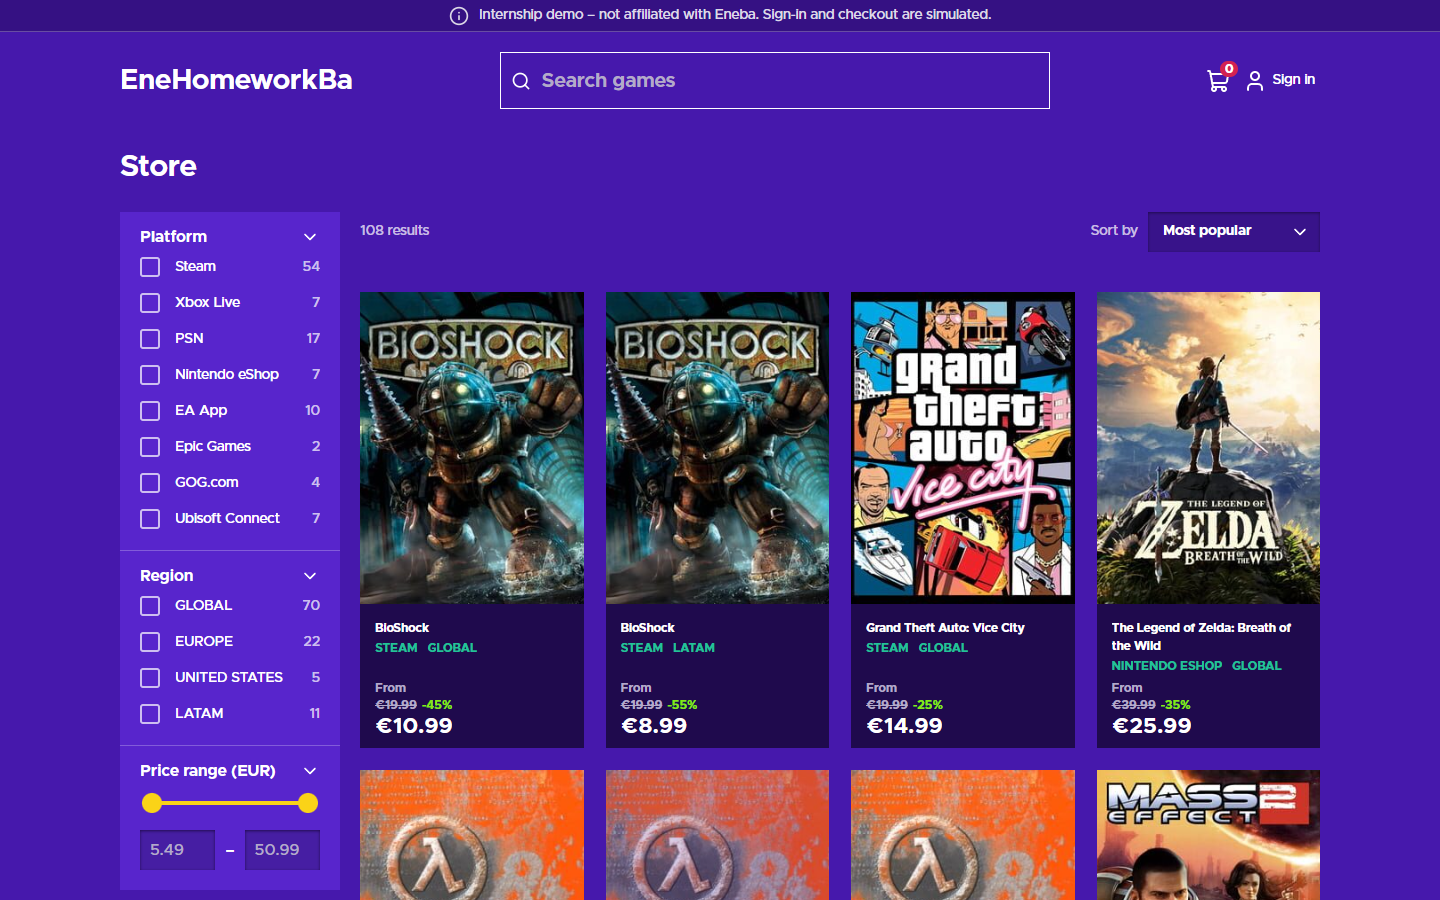 Internship demo – not affiliated with Eneba. Sign-in and checkout are simulated.
EneHomeworkBa
Search games
0
Sign in
Store
Platform
Steam 54
Xbox Live 7
PSN 17
Nintendo eShop 7
EA App 10
Epic Games 2
GOG.com 4
Ubisoft Connect 7
Region
GLOBAL 70
EUROPE 22
UNITED STATES 5
LATAM 11
Price range (EUR)
5.49 – 50.99
108 results
Sort by Most popular
BIOSHOCK
BioShock
STEAM GLOBAL
From
€19.99 -45%
€10.99
BIOSHOCK
BioShock
STEAM LATAM
From
€19.99 -55%
€8.99
grand
theft
auto
vice city
Grand Theft Auto: Vice City
STEAM GLOBAL
From
€19.99 -25%
€14.99
THE LEGEND OF
ZELDA
BREATH OF THE WILD
The Legend of Zelda: Breath of
the Wild
NINTENDO ESHOP GLOBAL
From
€39.99 -35%
€25.99
λ
λ
λ
MASS
EFFECT 2